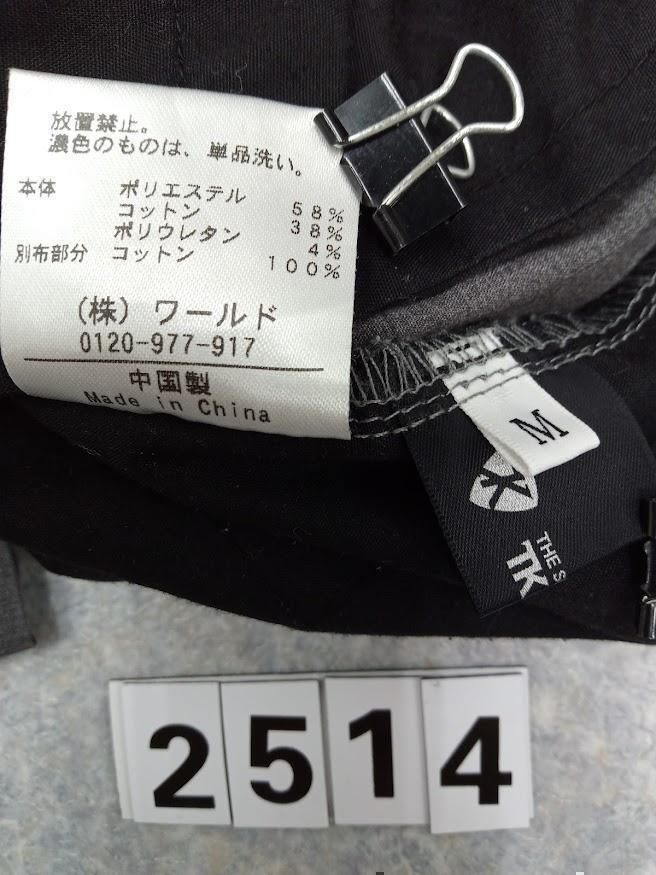 放置禁止。
濃色のものは、単品洗い。
本体 ポリエステル 58%
コットン 38%
ポリウレタン 4%
別布部分 コットン 100%
(株) ワールド
0120-977-917
中国製
Made in China
M
THE S
TK
2514